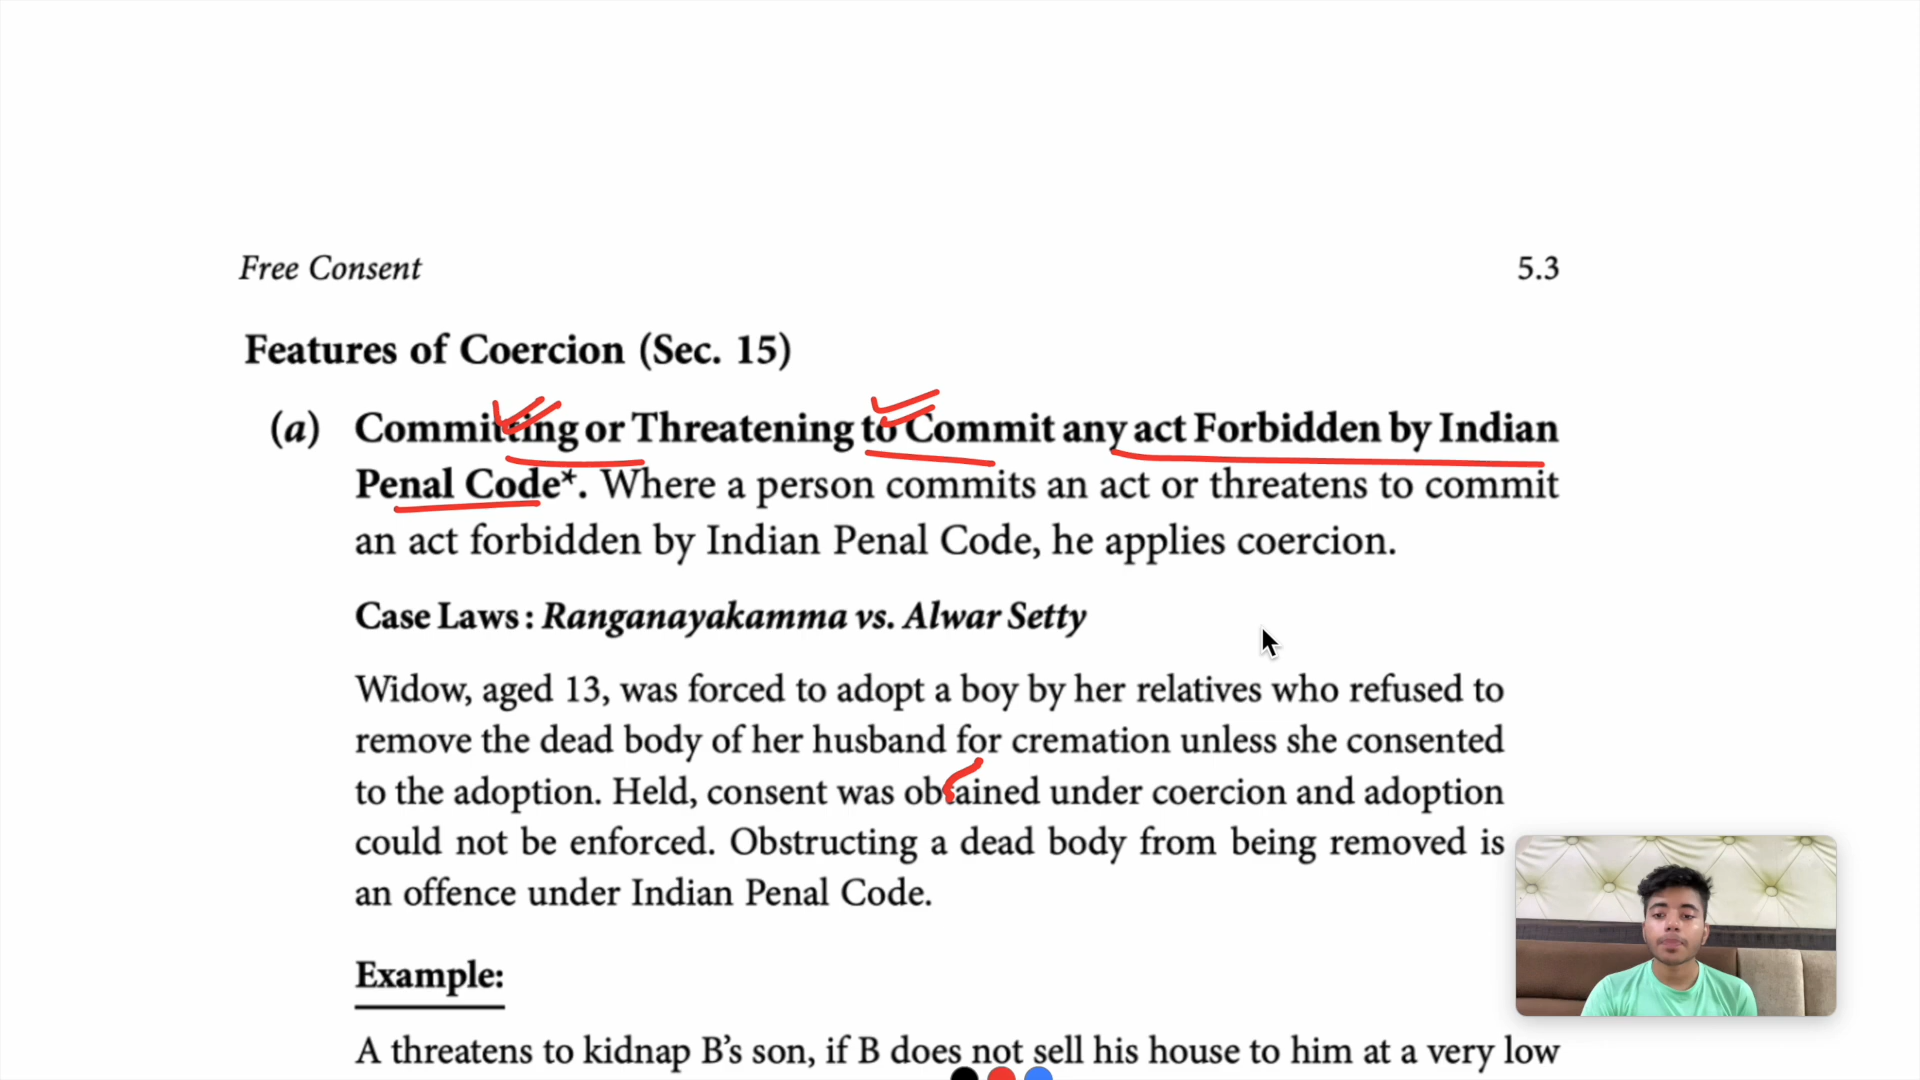 Free Consent 5.3
Features of Coercion (Sec. 15)
(a) Committing or Threatening to Commit any act Forbidden by Indian
Penal Code*. Where a person commits an act or threatens to commit
an act forbidden by Indian Penal Code, he applies coercion.
Case Laws : Ranganayakamma vs. Alwar Setty
Widow, aged 13, was forced to adopt a boy by her relatives who refused to
remove the dead body of her husband for cremation unless she consented
to the adoption. Held, consent was obtained under coercion and adoption
could not be enforced. Obstructing a dead body from being removed is
an offence under Indian Penal Code.
Example:
A threatens to kidnap B’s son, if B does not sell his house to him at a very low